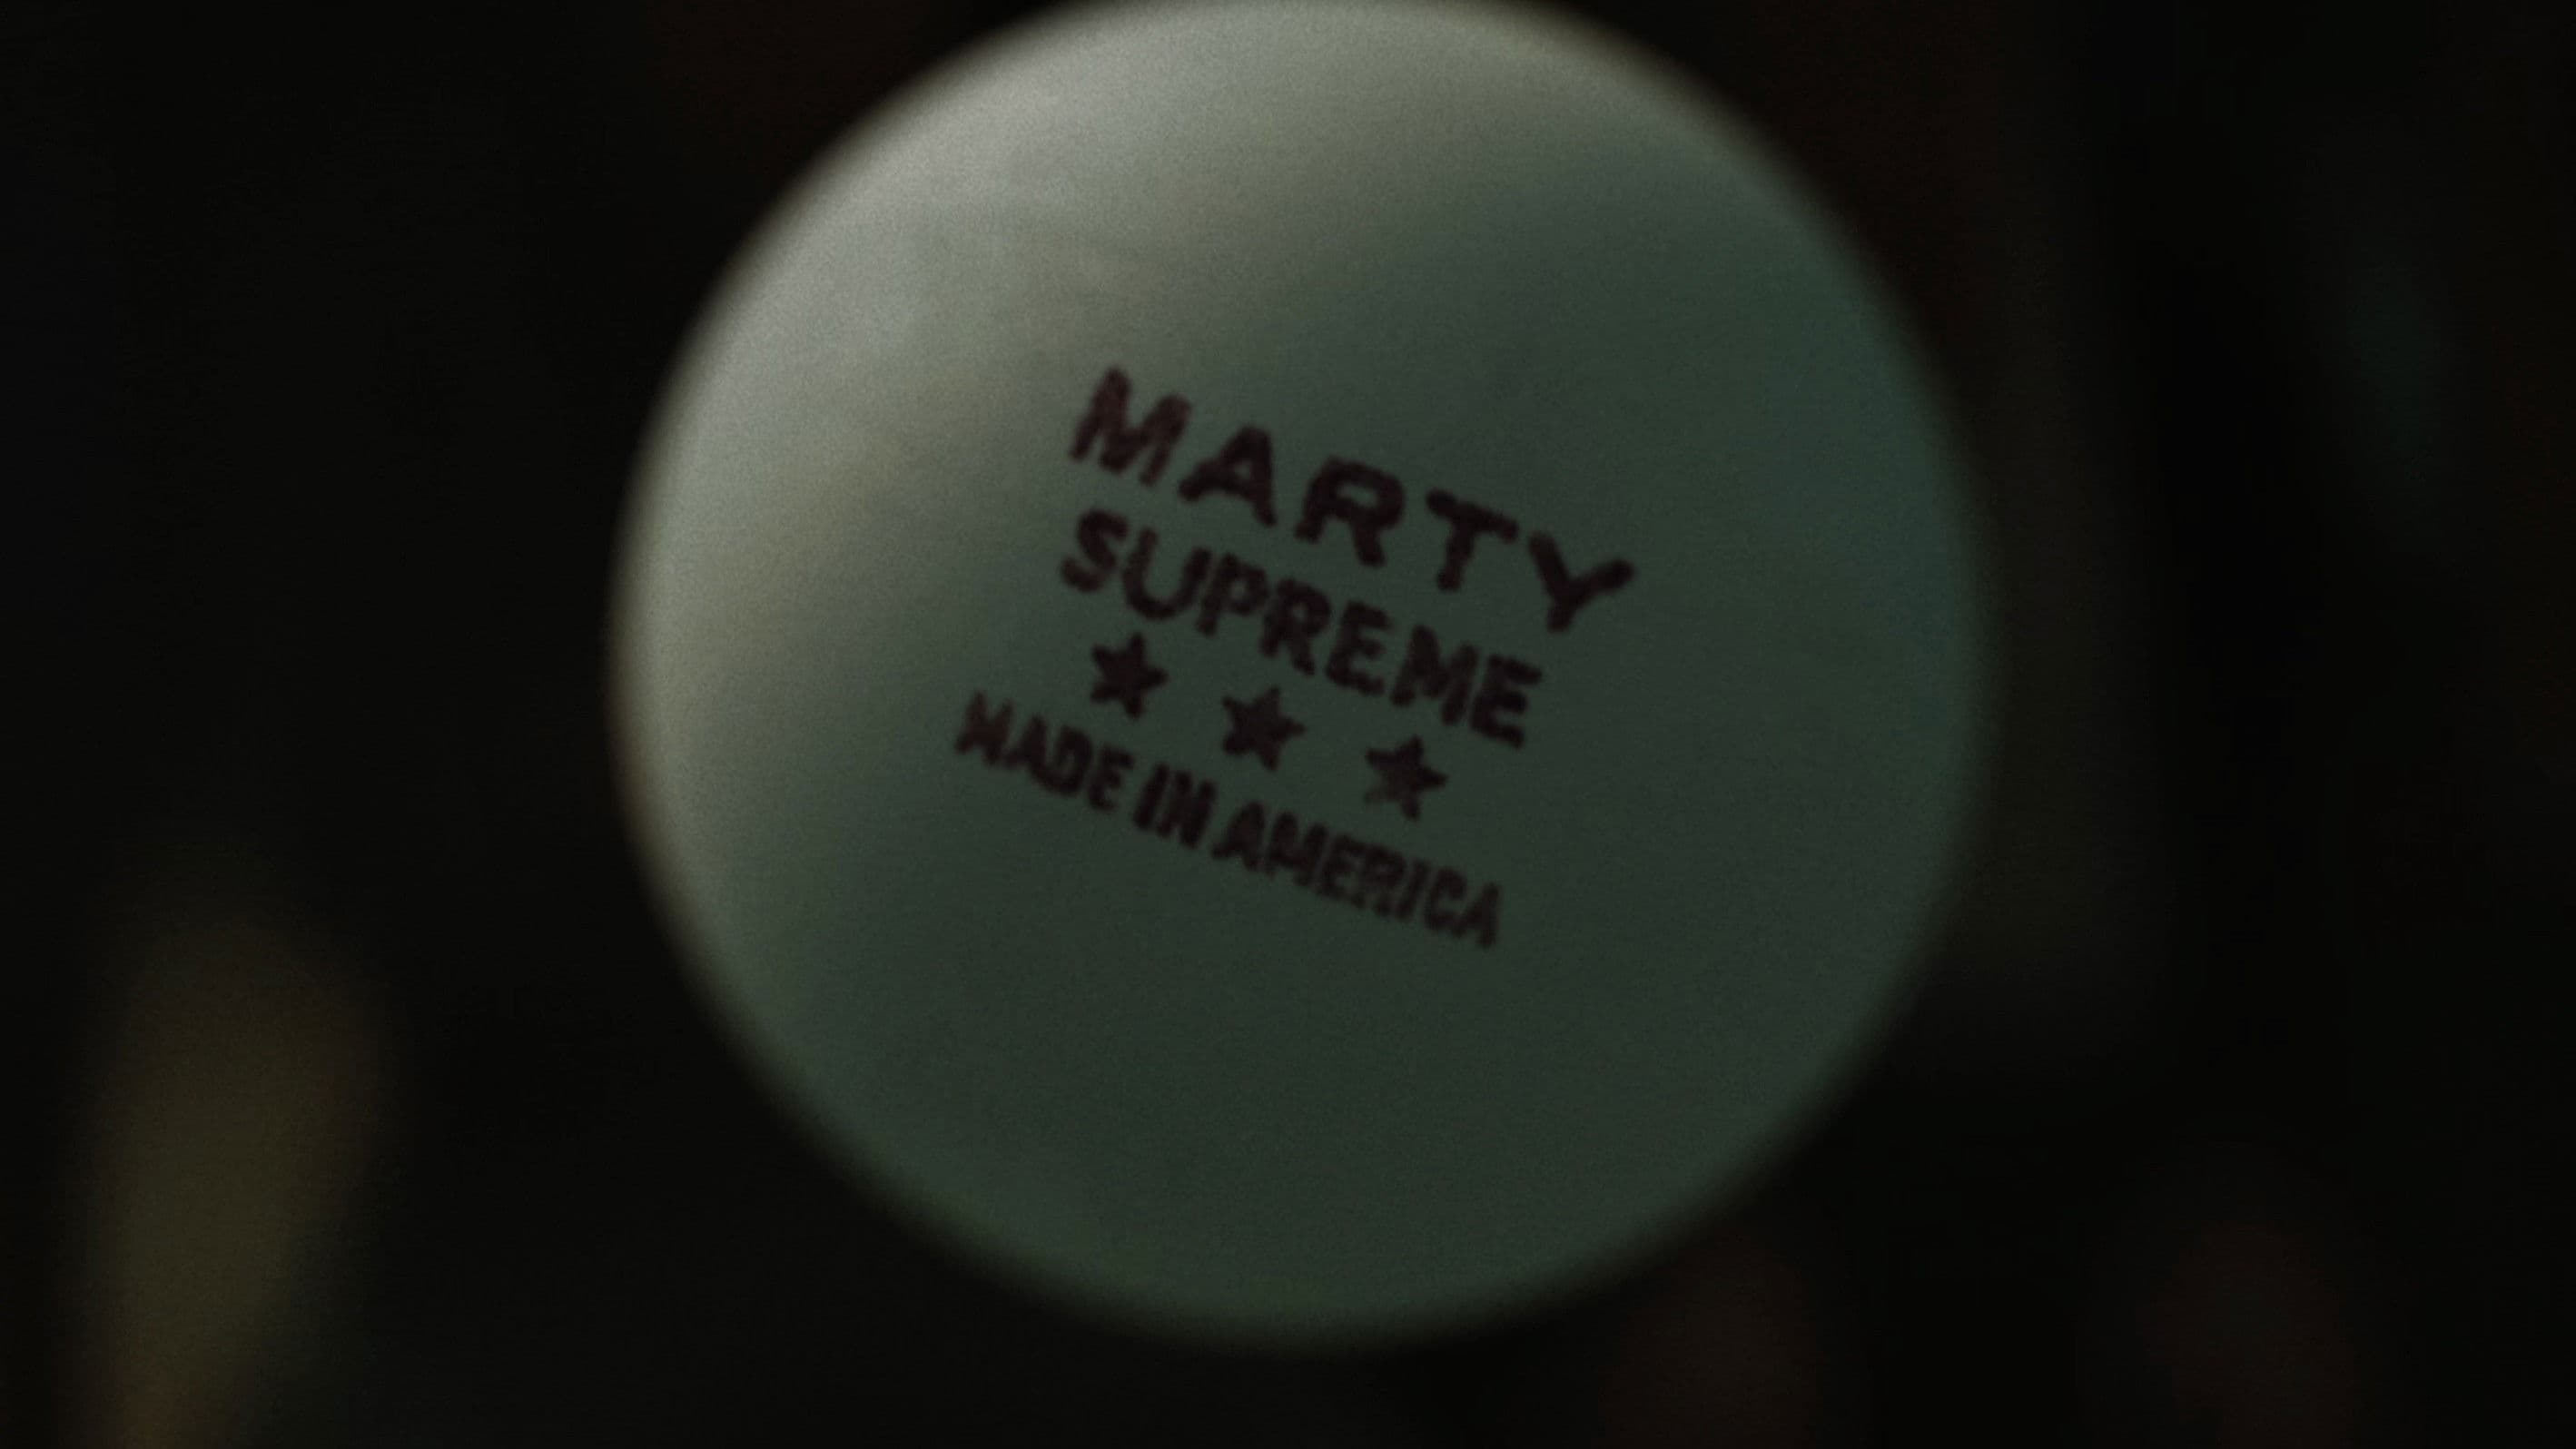 MARTY
SUPREME
★ ★ ★
MADE IN AMERICA